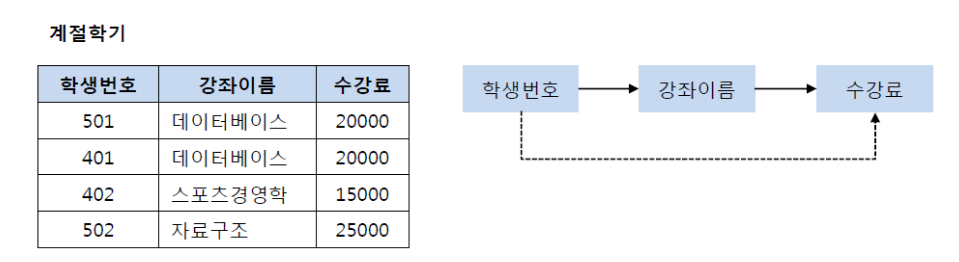 계절학기
학생번호 강좌이름 수강료
501 데이터베이스 20000
401 데이터베이스 20000
402 스포츠경영학 15000
502 자료구조 25000
학생번호 강좌이름 수강료